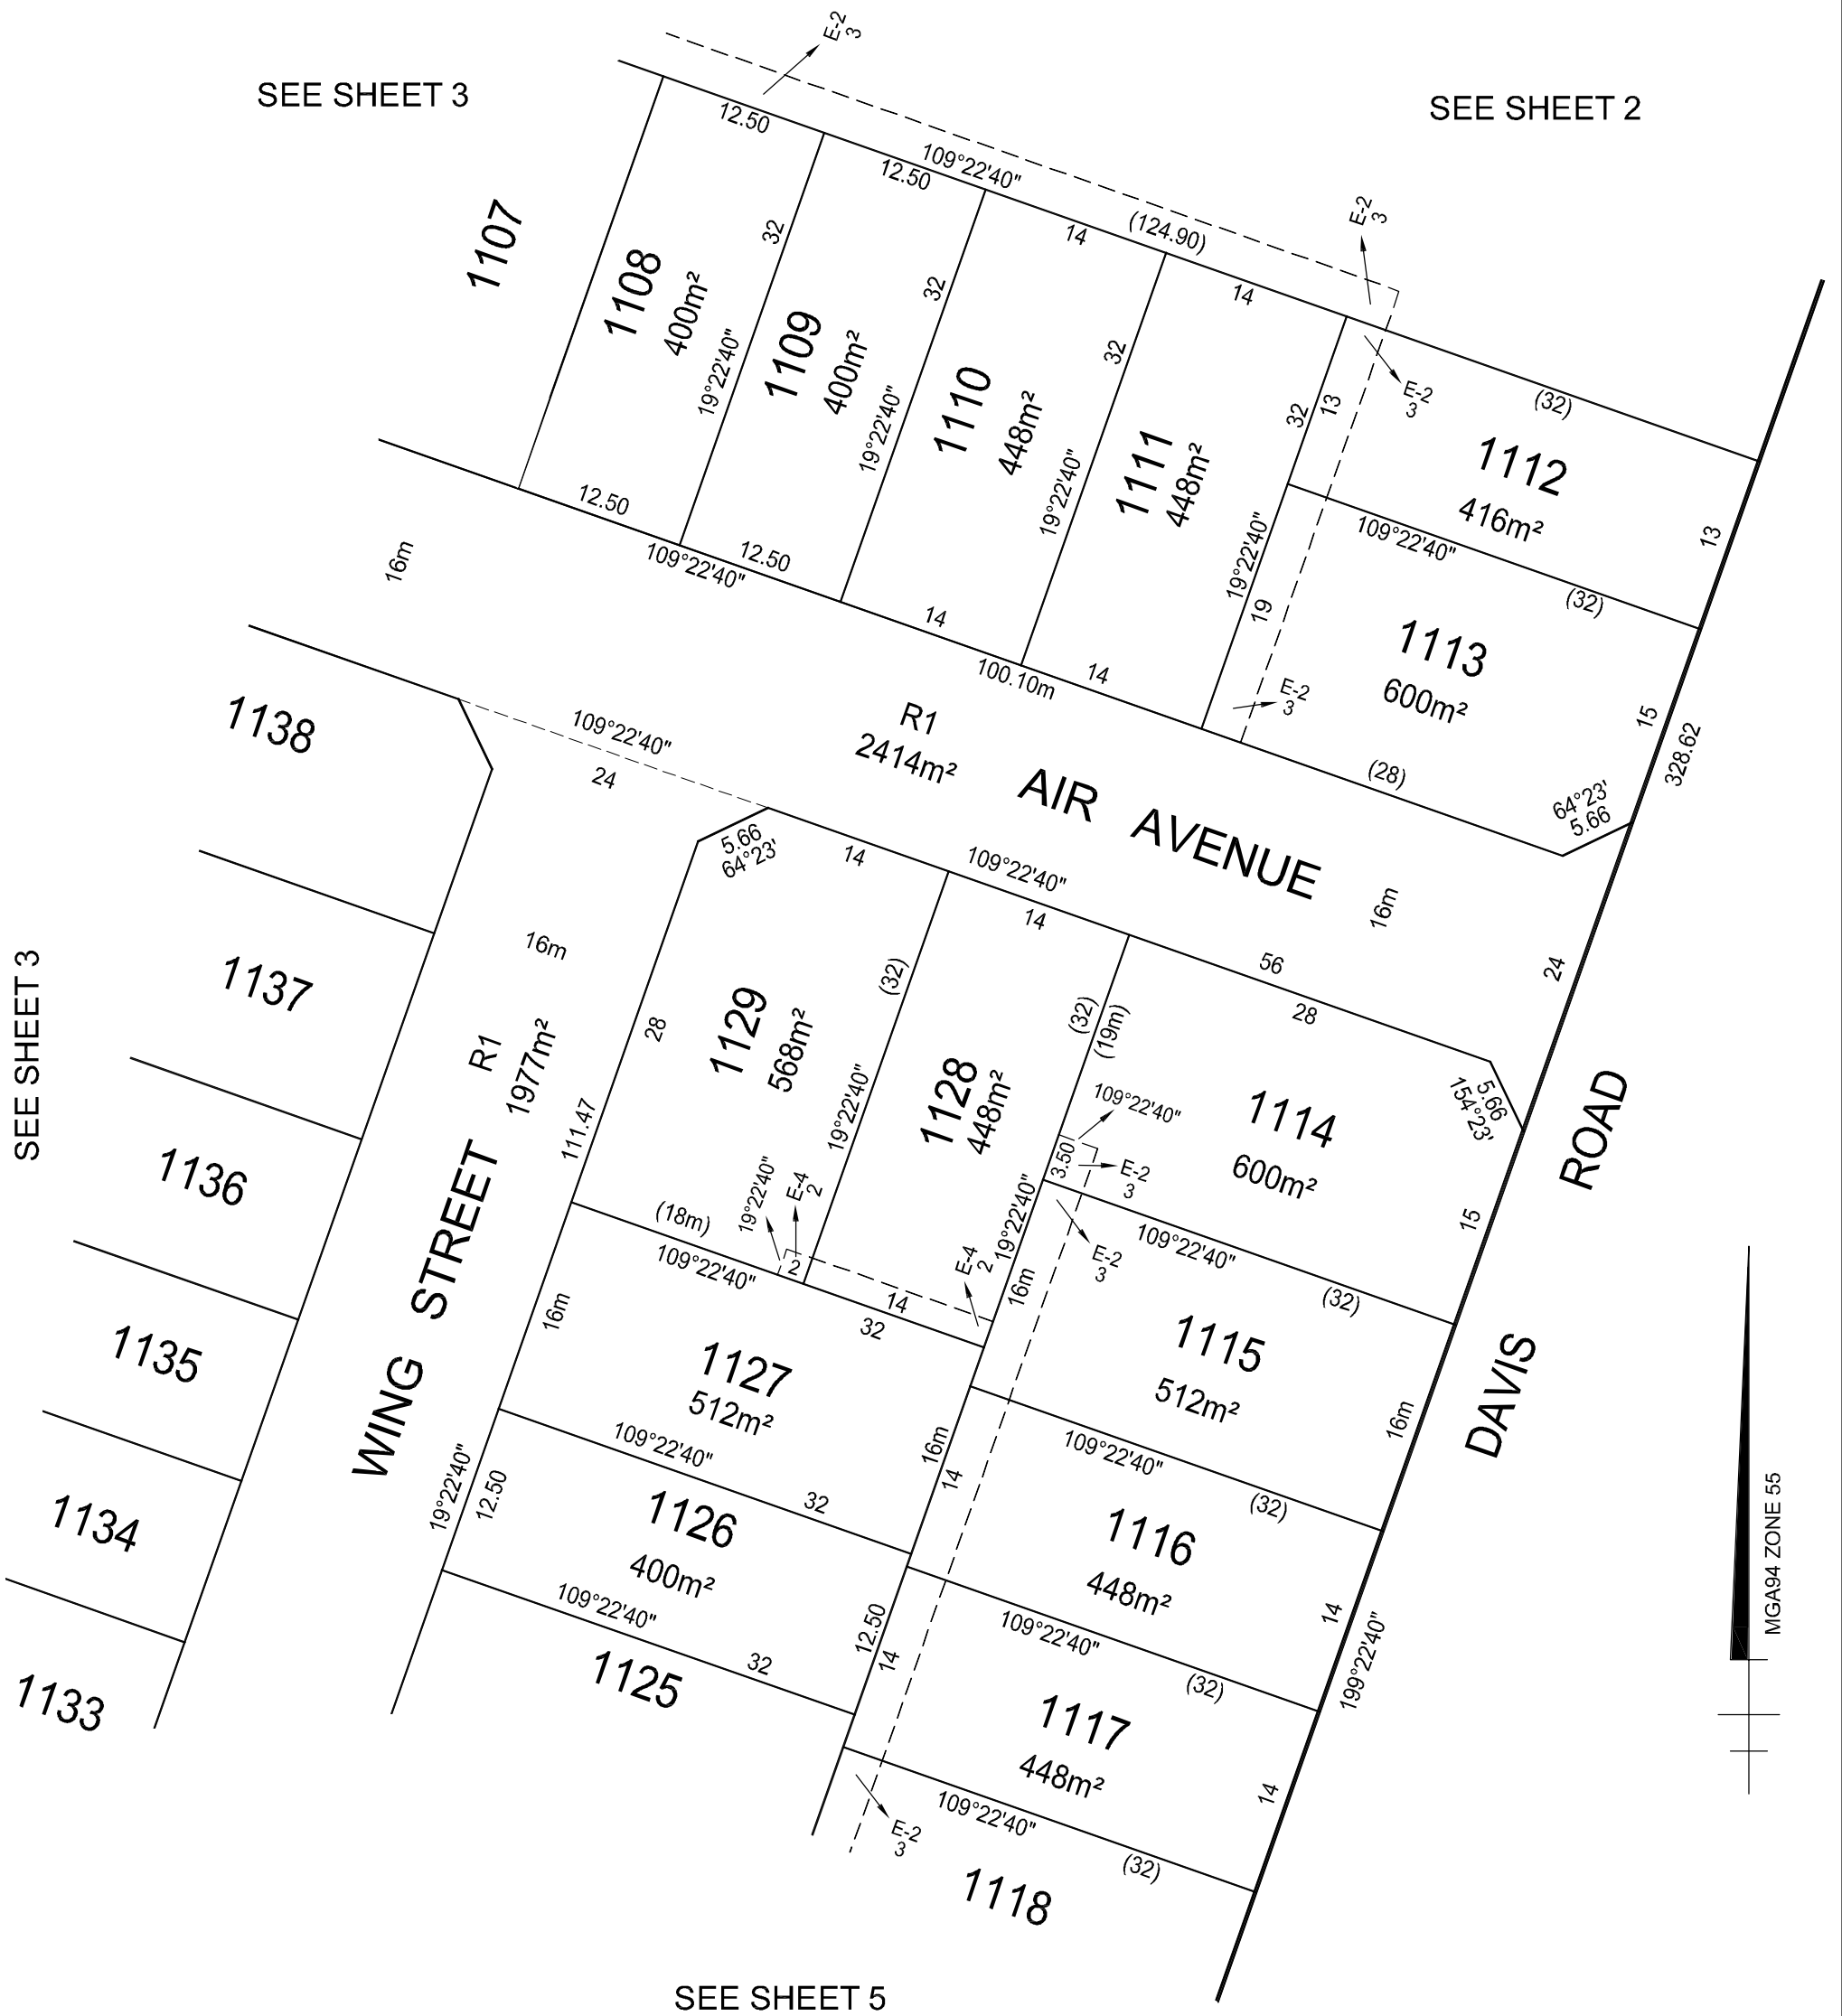 SEE SHEET 3
SEE SHEET 2
E-2
3
12.50
109°22'40"
12.50
(124.90)
14
14
E-2
3
1107
1108
400m²
32
19°22'40"
1109
400m²
32
19°22'40"
1110
448m²
32
19°22'40"
1111
448m²
32
13
19°22'40"
19
E-2
3
(32)
1112
416m²
13
109°22'40"
(32)
1113
600m²
15
328.62
E-2
3
(28)
64°23'
5.66
12.50
109°22'40"
12.50
14
100.10m
14
16m
R1
2414m²
AIR AVENUE
16m
24
1138
109°22'40"
24
5.66
64°23'
14
109°22'40"
14
56
28
5.66
154°23'
1137
16m
R1
1977m²
28
111.47
1129
568m²
(32)
19°22'40"
1128
448m²
(32)
(19m)
109°22'40"
3.50
E-2
3
1114
600m²
15
ROAD
SEE SHEET 3
1136
WING STREET
(18m)
109°22'40"
19°22'40"
E-4
2
2
14
32
E-4
2
19°22'40"
16m
E-2
3
109°22'40"
(32)
1135
16m
1127
512m²
1115
512m²
16m
DAVIS
109°22'40"
32
16m
14
109°22'40"
(32)
1134
19°22'40"
12.50
1126
400m²
1116
448m²
14
199°22'40"
109°22'40"
32
12.50
14
109°22'40"
(32)
1133
1125
1117
448m²
14
E-2
3
109°22'40"
(32)
1118
MGA94 ZONE 55
SEE SHEET 5